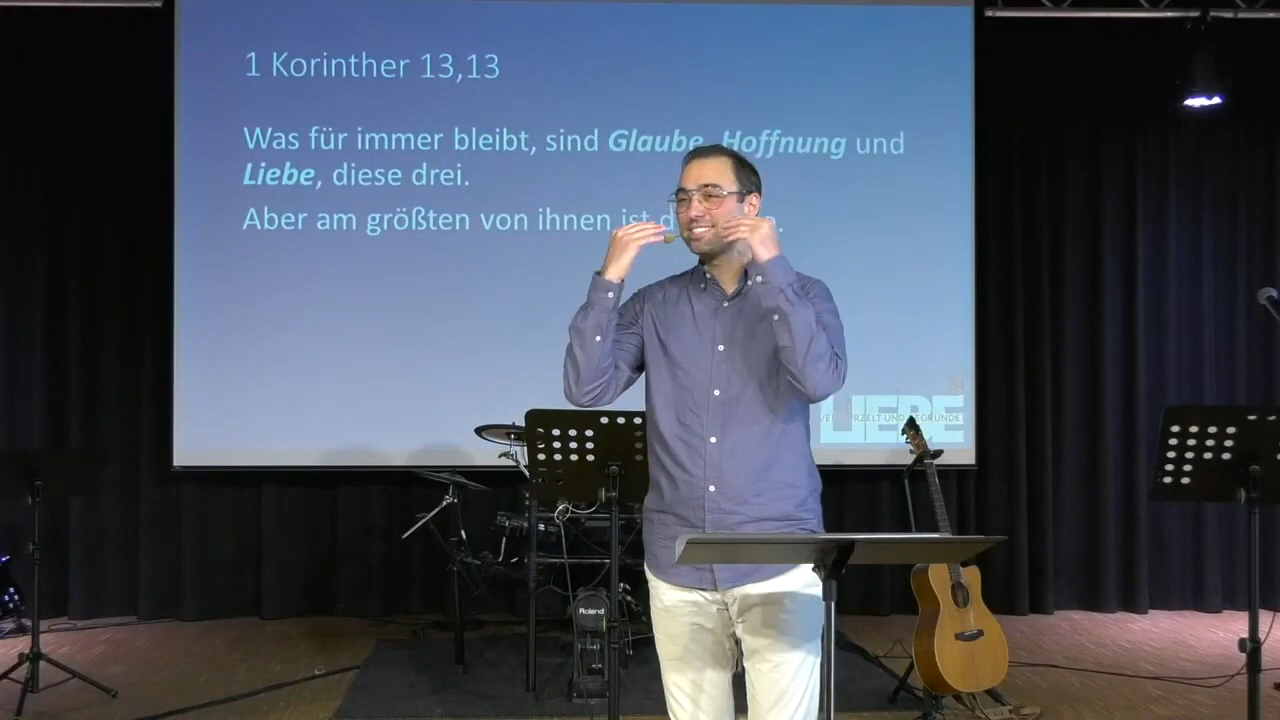 1 Korinther 13,13
Was für immer bleibt, sind Glaube, Hoffnung und
Liebe, diese drei.
Aber am größten von ihnen ist
LIEBE
UND
Roland